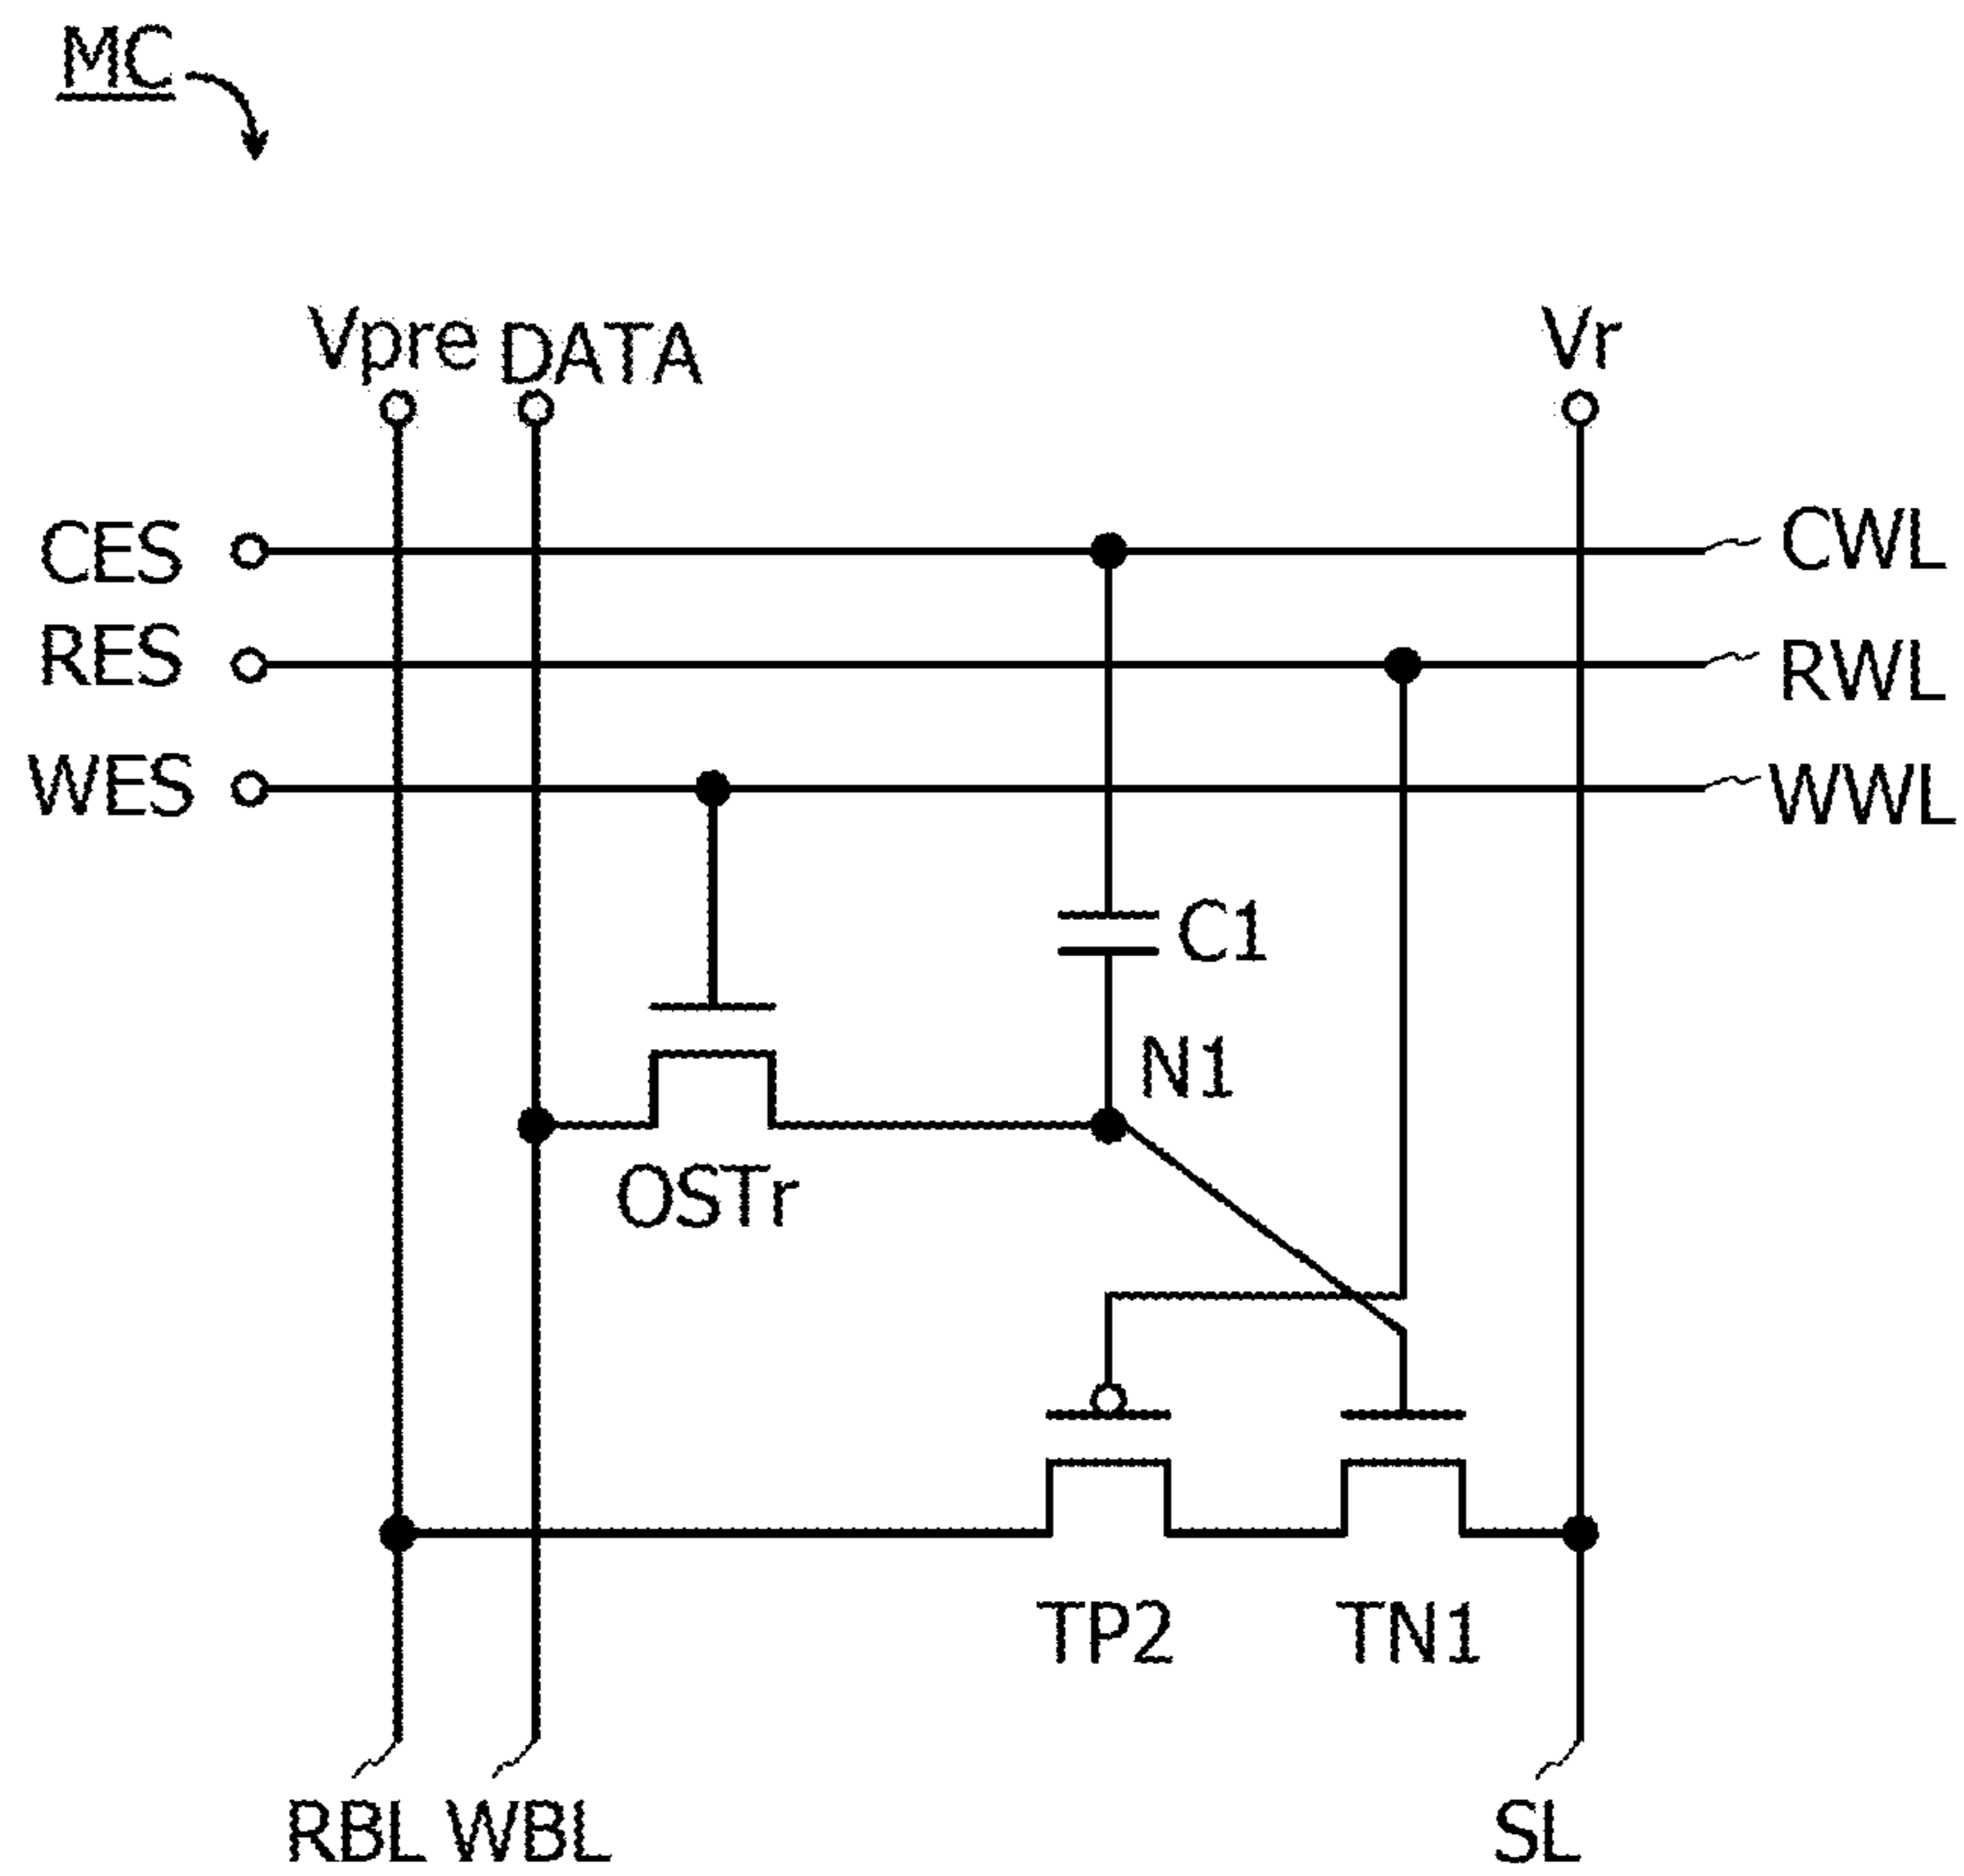 MC
Vpre DATA Vr
CES CWL
RES RWL
WES WWL
C1
N1
OSTr
TP2 TN1
RBL WBL SL